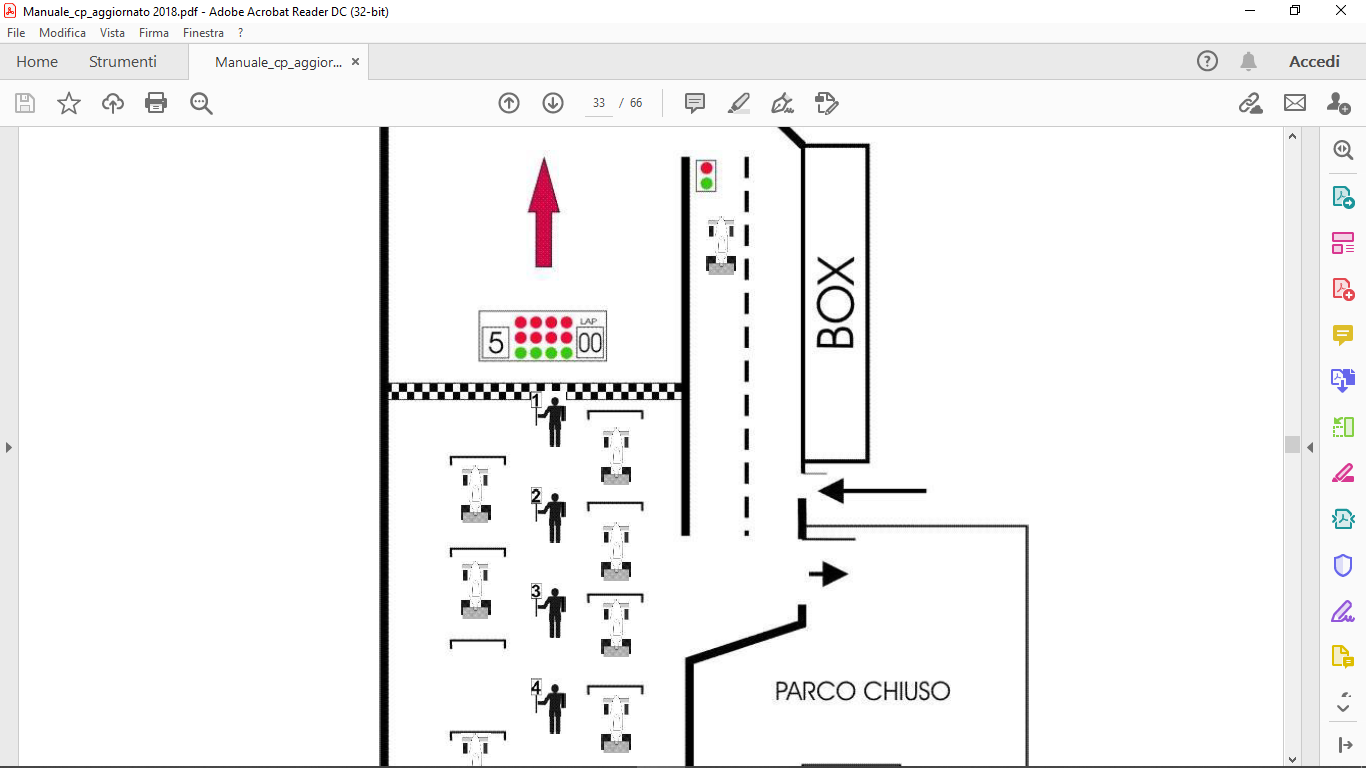 Manuale_cp_aggiornato 2018.pdf - Adobe Acrobat Reader DC (32-bit)
File Modifica Vista Firma Finestra ?
Home Strumenti Manuale_cp_aggior... × Accedi
33 / 66
BOX
5 LAP 00
1
2
3
4
PARCO CHIUSO